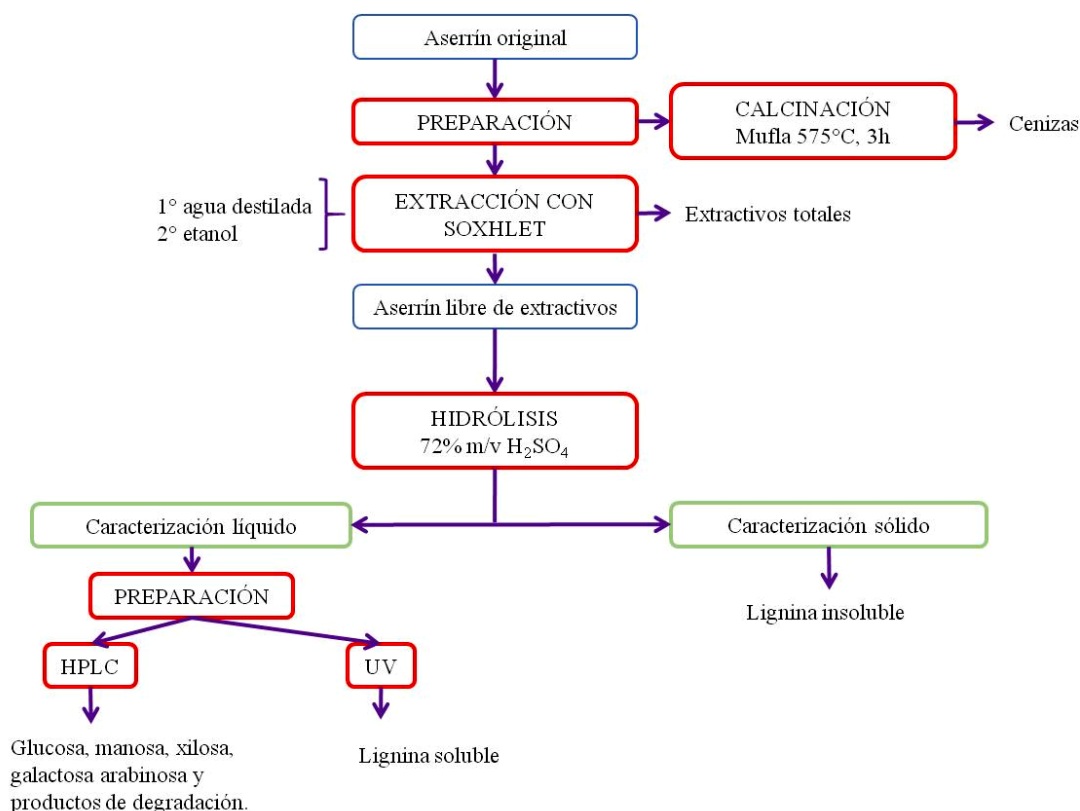 Aserrín original
PREPARACIÓN
CALCINACIÓN
Mufla 575°C, 3h
Cenizas
1° agua destilada
2° etanol
EXTRACCIÓN CON
SOXHLET
Extractivos totales
Aserrín libre de extractivos
HIDRÓLISIS
72% m/v H₂SO₄
Caracterización líquido
Caracterización sólido
PREPARACIÓN
Lignina insoluble
HPLC
UV
Glucosa, manosa, xilosa,
galactosa arabinosa y
productos de degradación.
Lignina soluble